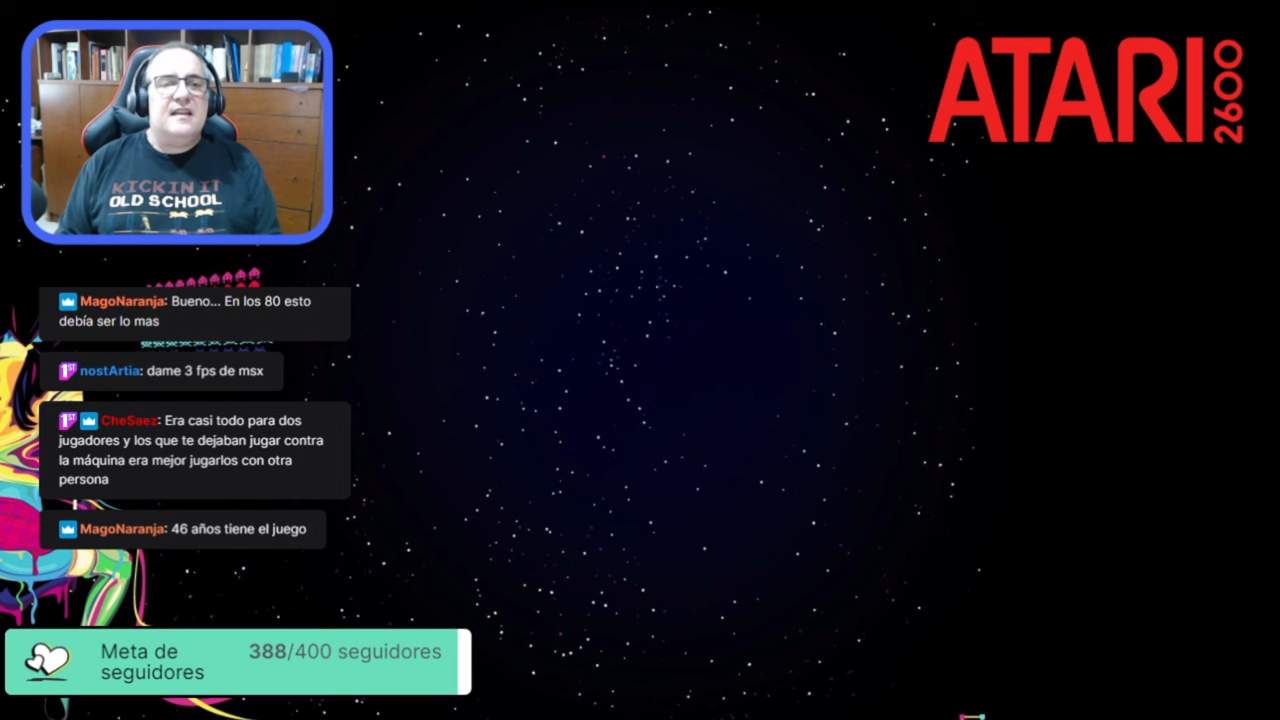 ATARI 2600
KICKIN IT
OLD SCHOOL
MagoNaranja: Bueno... En los 80 esto
debía ser lo mas
1ST nostArtia: dame 3 fps de msx
1ST CheSaez: Era casi todo para dos
jugadores y los que te dejaban jugar contra
la máquina era mejor jugarlos con otra
persona
MagoNaranja: 46 años tiene el juego
Meta de
seguidores
388/400 seguidores